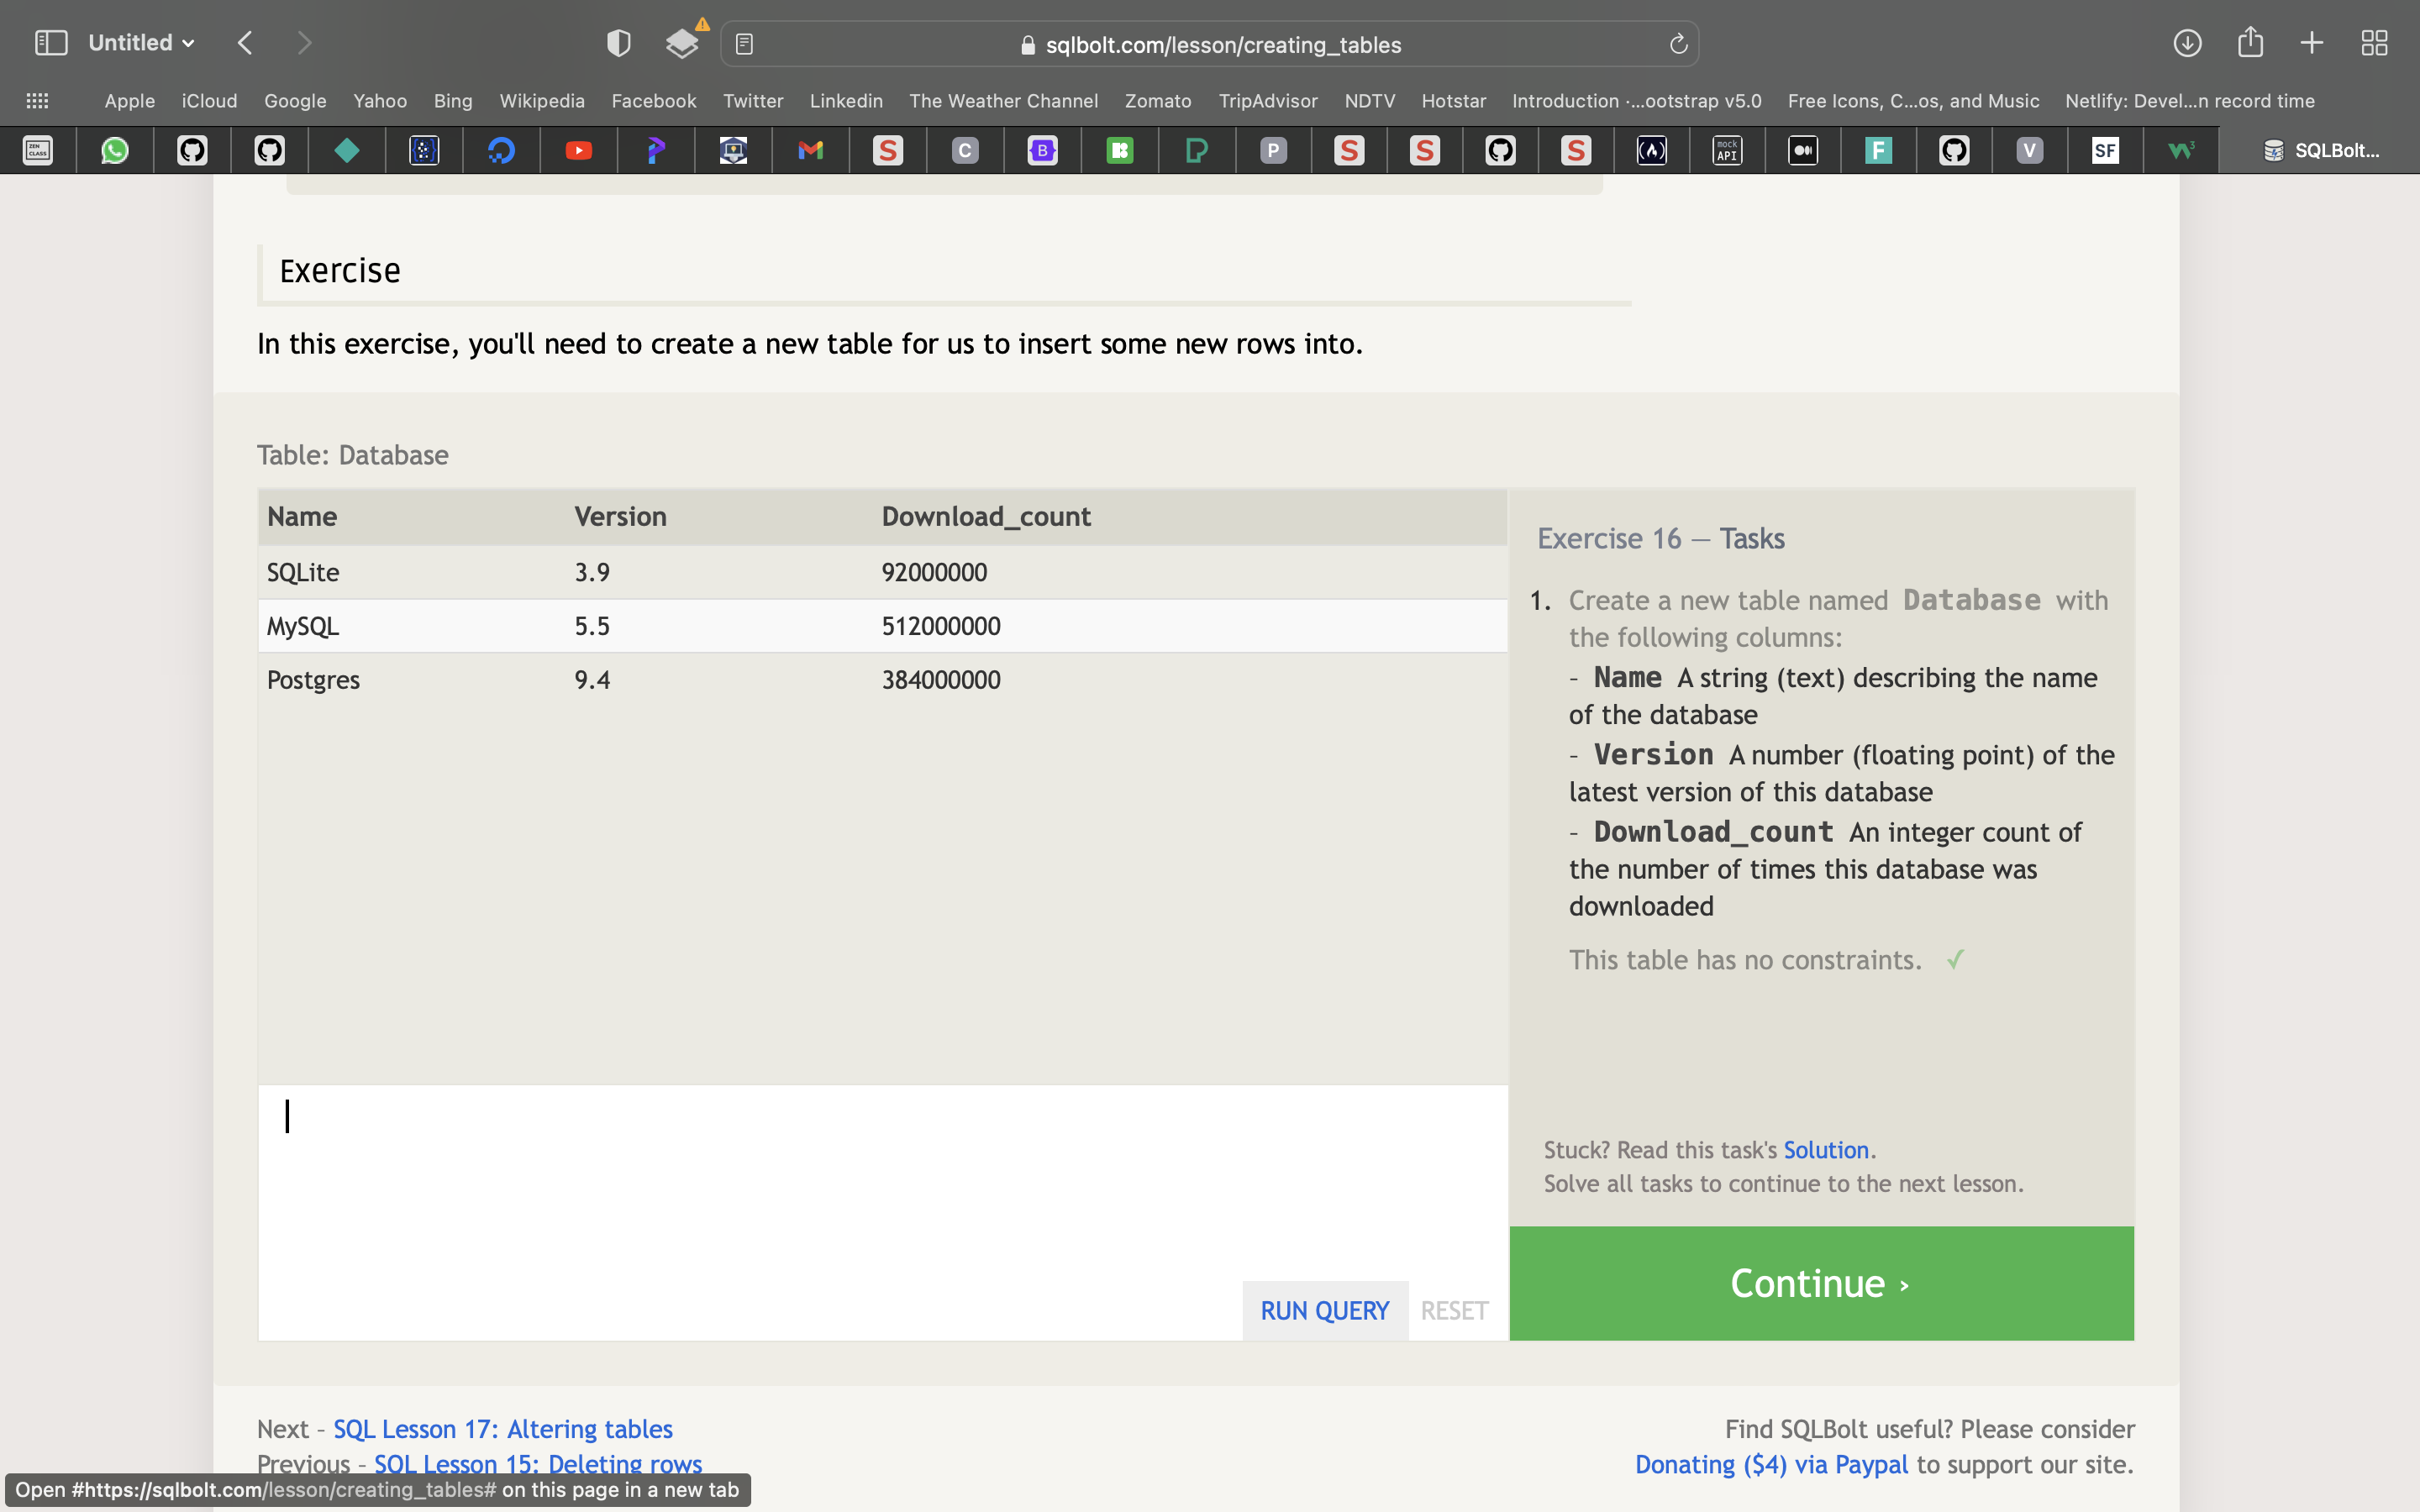 Untitled
sqlbolt.com/lesson/creating_tables
Apple iCloud Google Yahoo Bing Wikipedia Facebook Twitter Linkedin The Weather Channel Zomato TripAdvisor NDTV Hotstar Introduction ·...ootstrap v5.0 Free Icons, C...os, and Music Netlify: Devel...n record time
ZEN CLASS S C B P S S S mock API F V SF W3 SQLBolt...
Exercise
In this exercise, you'll need to create a new table for us to insert some new rows into.
Table: Database
Name Version Download_count
SQLite 3.9 92000000
MySQL 5.5 512000000
Postgres 9.4 384000000
Exercise 16 — Tasks
1. Create a new table named Database with
the following columns:
- Name A string (text) describing the name
of the database
- Version A number (floating point) of the
latest version of this database
- Download_count An integer count of
the number of times this database was
downloaded
This table has no constraints. ✓
Stuck? Read this task's Solution.
Solve all tasks to continue to the next lesson.
RUN QUERY RESET
Continue ›
Next – SQL Lesson 17: Altering tables
Previous – SQL Lesson 15: Deleting rows
Find SQLBolt useful? Please consider
Donating ($4) via Paypal to support our site.
Open #https://sqlbolt.com/lesson/creating_tables# on this page in a new tab